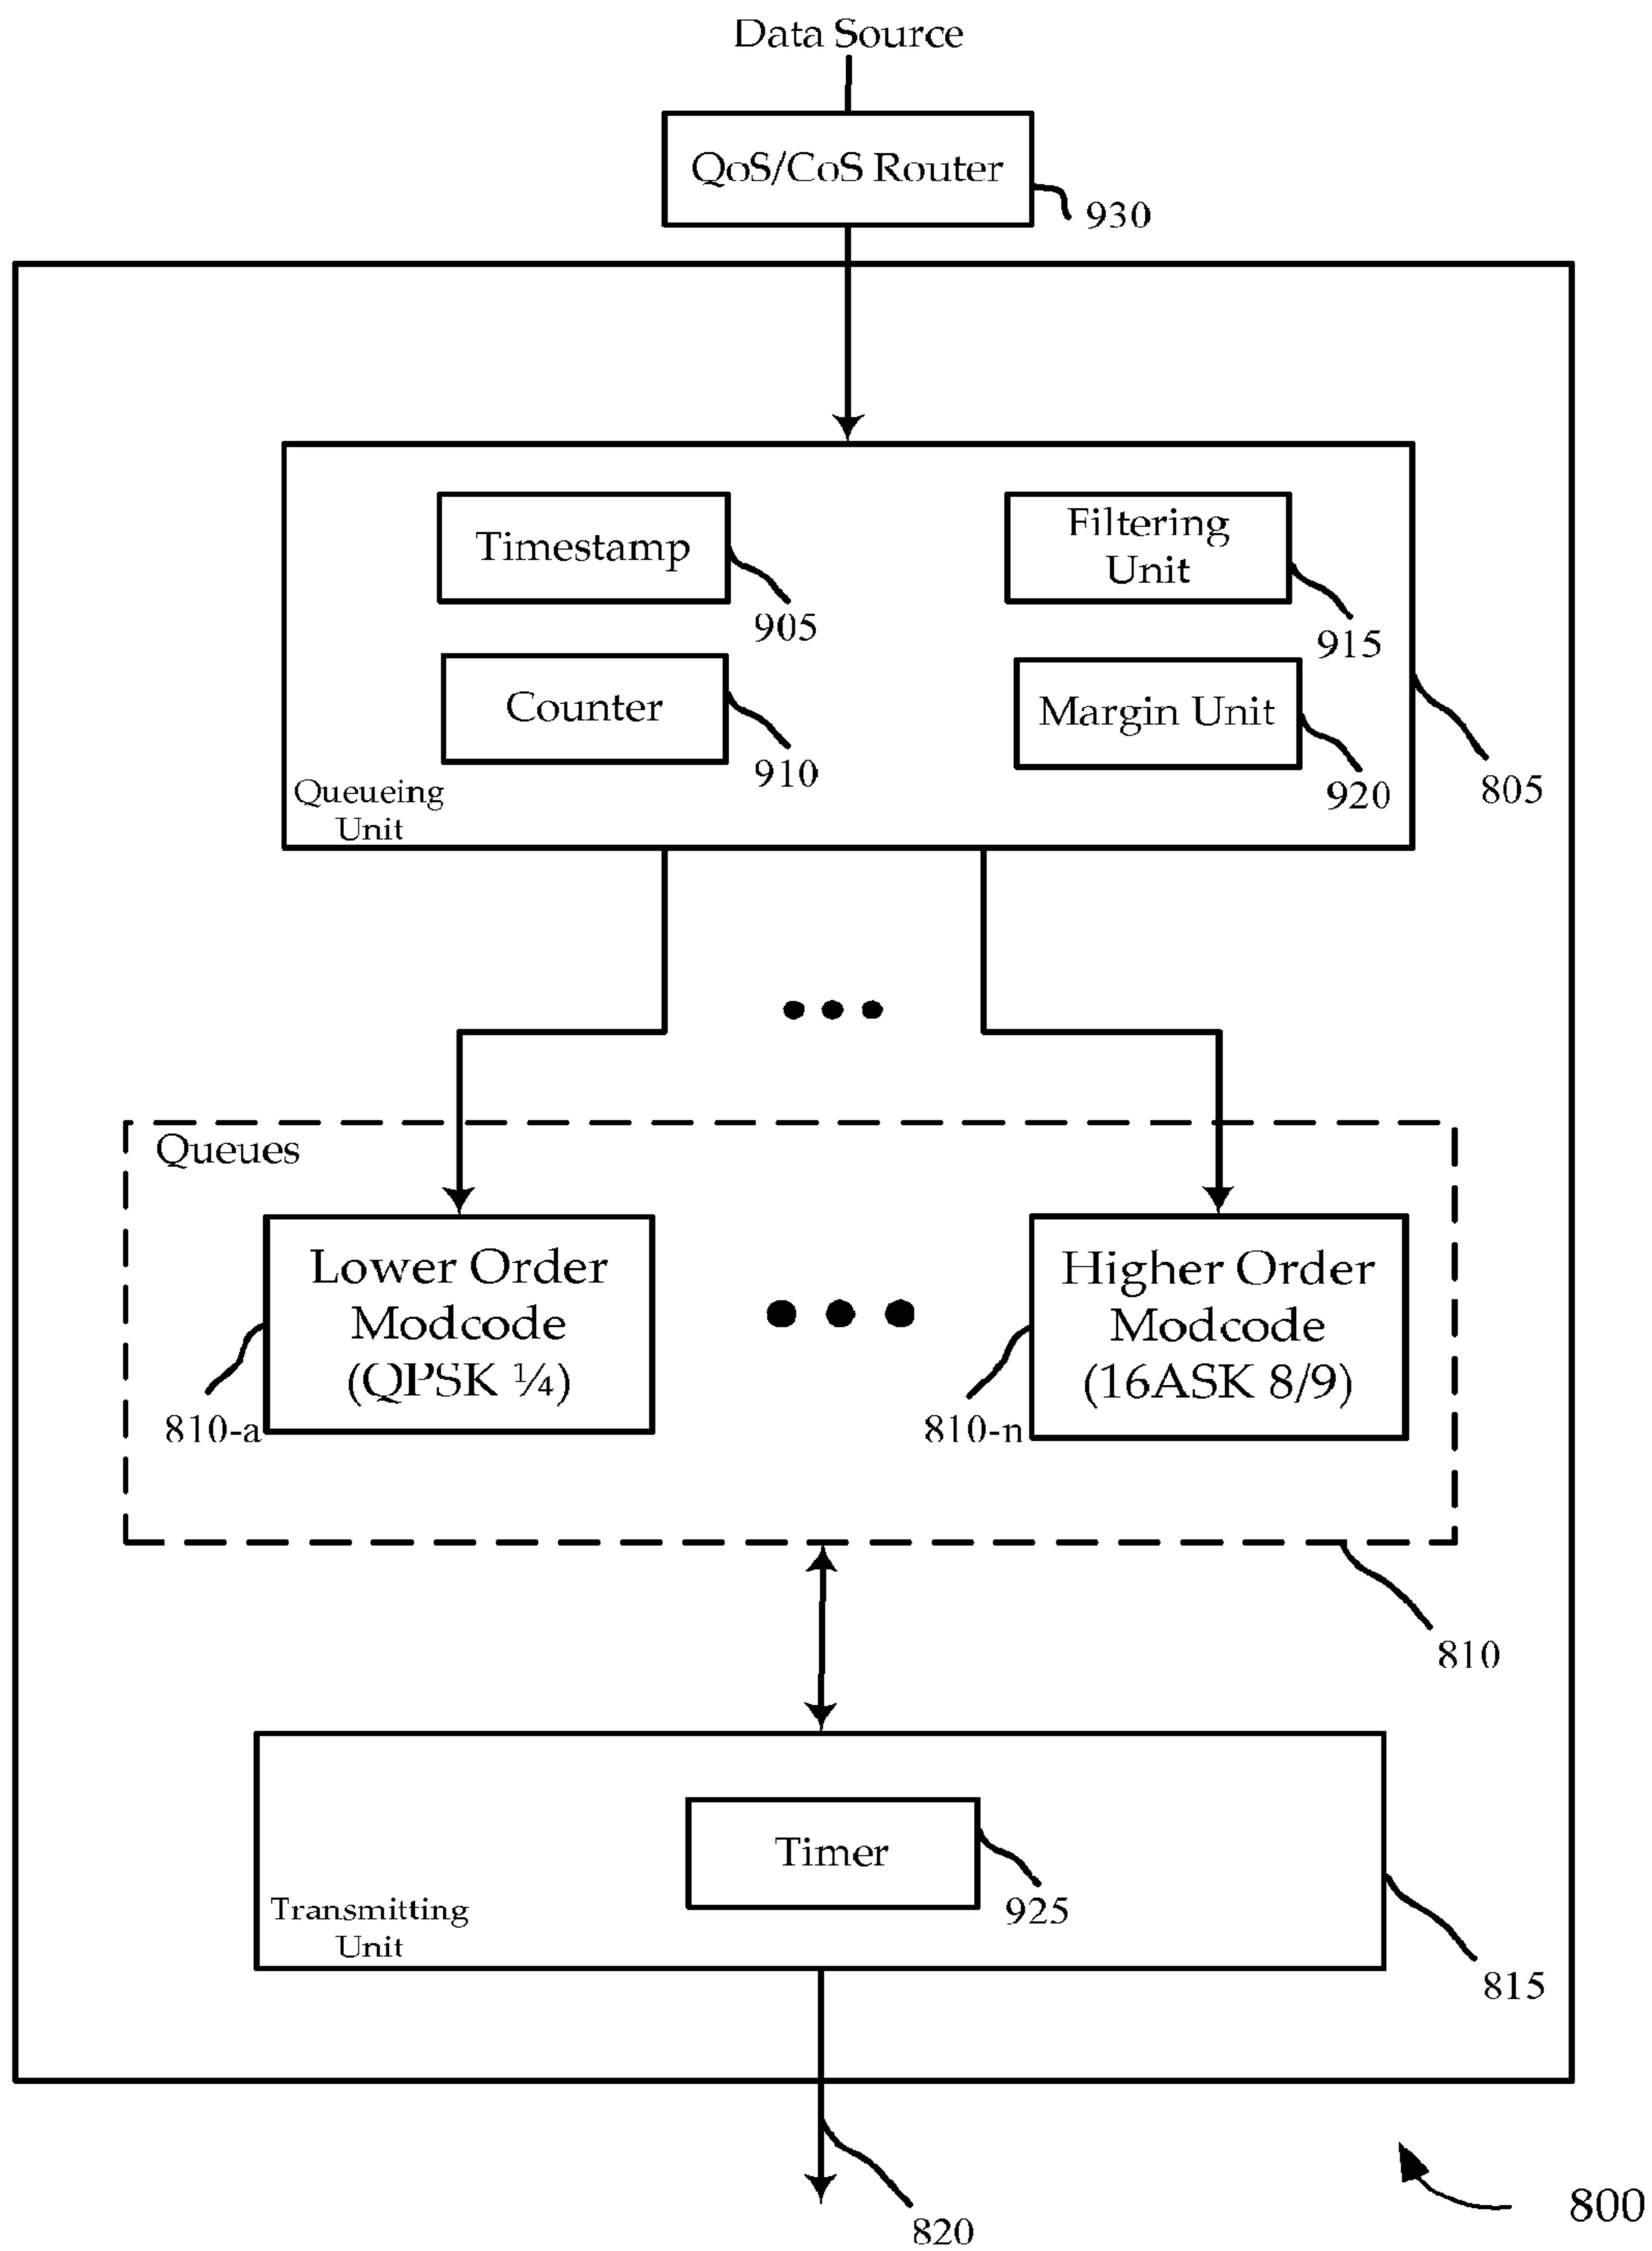 Data Source
QoS/CoS Router
930
Timestamp
905
Filtering
Unit
915
Counter
910
Margin Unit
920
805
Queueing
Unit
Queues
Lower Order
Modcode
(QPSK ¼)
810-a
Higher Order
Modcode
(16ASK 8/9)
810-n
810
Timer
925
Transmitting
Unit
815
820
800